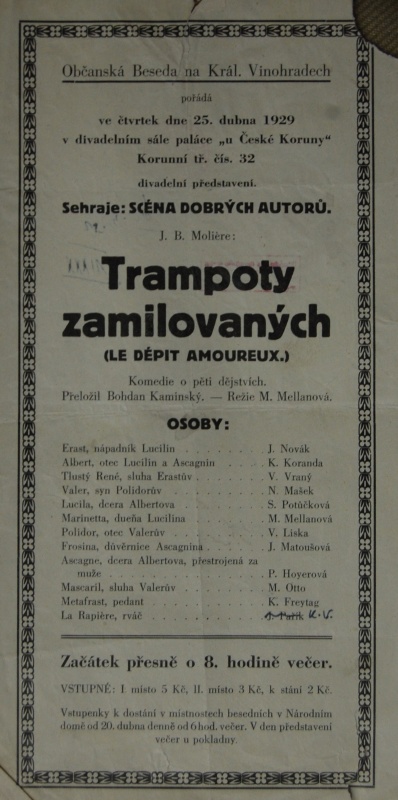 Občanská Beseda na Král. Vinohradech
pořádá
ve čtvrtek dne 25. dubna 1929
v divadelním sále paláce „u České Koruny"
Korunní tř. čís. 32
divadelní představení.
Sehraje: SCÉNA DOBRÝCH AUTORŮ.
J. B. Molière:
Trampoty
zamilovaných
(LE DÉPIT AMOUREUX.)
Komedie o pěti dějstvích.
Přeložil Bohdan Kaminský. — Režie M. Mellanová.
OSOBY:
Erast, nápadník Lucilin . . . . . . . J. Novák
Albert, otec Lucilin a Ascagnin . . . . K. Koranda
Tlustý René, sluha Erastův . . . . . . V. Vraný
Valer, syn Polidorův . . . . . . . . N. Mašek
Lucila, dcera Albertova . . . . . . . S. Potůčková
Marinetta, dueňa Lucilina . . . . . . M. Mellanová
Polidor, otec Valerův . . . . . . . . V. Liska
Frosina, důvěrnice Ascagnina . . . . . J. Matoušová
Ascagne, dcera Albertova, přestrojená za
muže . . . . . . . . . . . . P. Hoyerová
Mascaril, sluha Valerův . . . . . . . M. Otto
Metafrast, pedant . . . . . . . . . K. Freytag
La Rapière, rváč . . . . . . . . . K. V.
Začátek přesně o 8. hodině večer.
VSTUPNÉ: I. místo 5 Kč, II. místo 3 Kč, k stání 2 Kč.
Vstupenky k dostání v místnostech besedních v Národním
domě od 20. dubna denně od 6 hod. večer. V den představení
večer u pokladny.